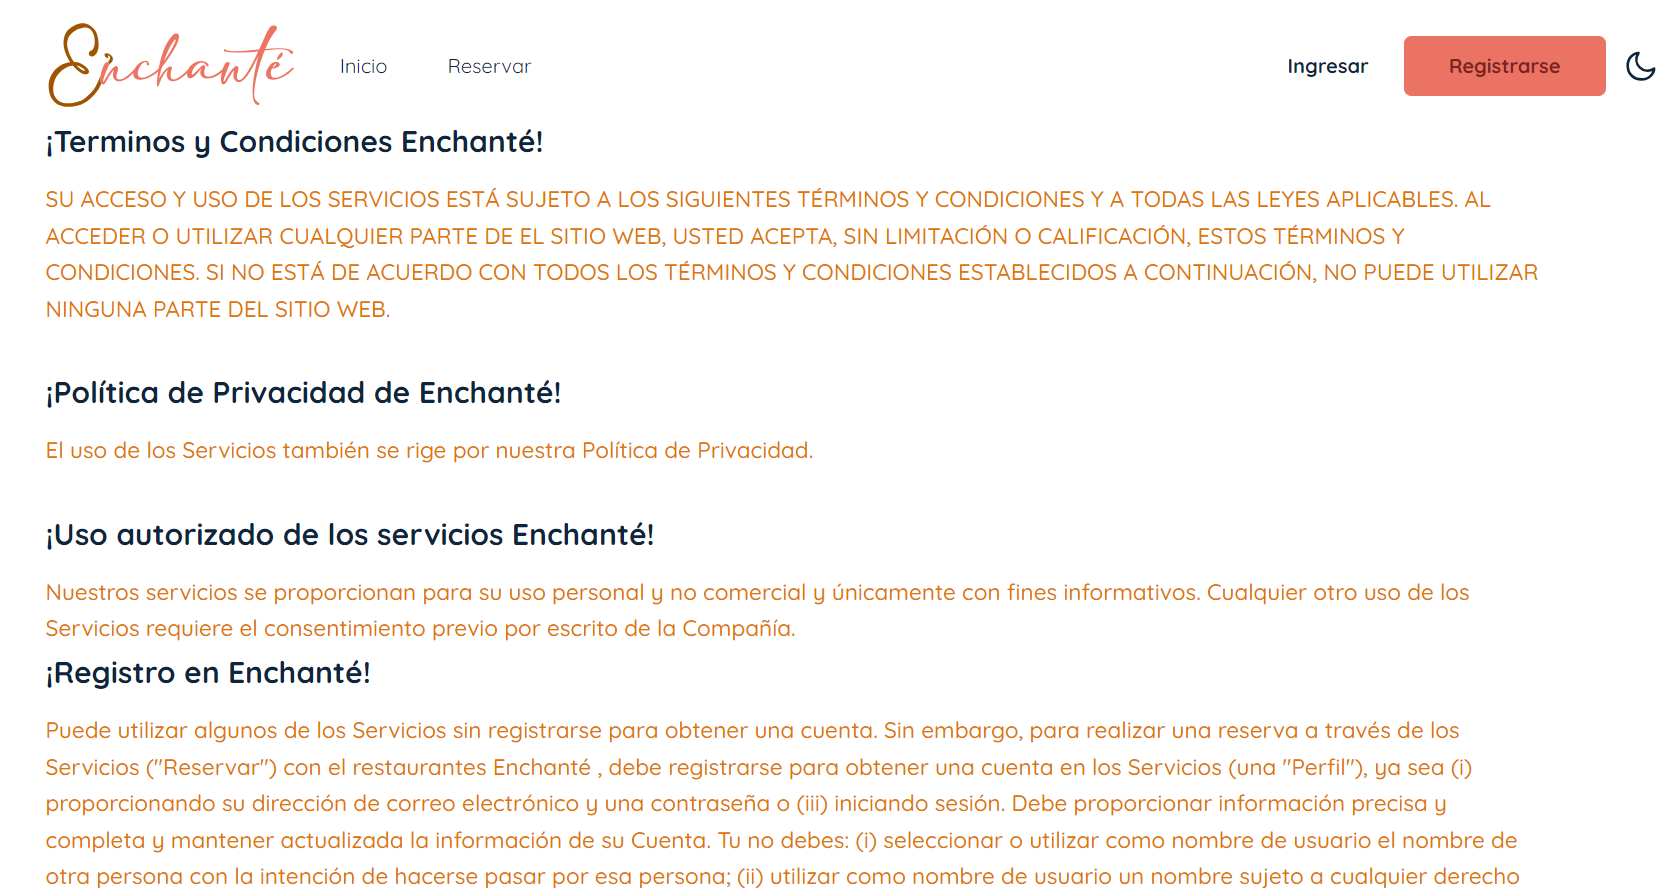 Enchanté
Inicio
Reservar
Ingresar
Registrarse
¡Terminos y Condiciones Enchanté!
SU ACCESO Y USO DE LOS SERVICIOS ESTÁ SUJETO A LOS SIGUIENTES TÉRMINOS Y CONDICIONES Y A TODAS LAS LEYES APLICABLES. AL
ACCEDER O UTILIZAR CUALQUIER PARTE DE EL SITIO WEB, USTED ACEPTA, SIN LIMITACIÓN O CALIFICACIÓN, ESTOS TÉRMINOS Y
CONDICIONES. SI NO ESTÁ DE ACUERDO CON TODOS LOS TÉRMINOS Y CONDICIONES ESTABLECIDOS A CONTINUACIÓN, NO PUEDE UTILIZAR
NINGUNA PARTE DEL SITIO WEB.
¡Política de Privacidad de Enchanté!
El uso de los Servicios también se rige por nuestra Política de Privacidad.
¡Uso autorizado de los servicios Enchanté!
Nuestros servicios se proporcionan para su uso personal y no comercial y únicamente con fines informativos. Cualquier otro uso de los
Servicios requiere el consentimiento previo por escrito de la Compañía.
¡Registro en Enchanté!
Puede utilizar algunos de los Servicios sin registrarse para obtener una cuenta. Sin embargo, para realizar una reserva a través de los
Servicios ("Reservar") con el restaurantes Enchanté , debe registrarse para obtener una cuenta en los Servicios (una "Perfil"), ya sea (i)
proporcionando su dirección de correo electrónico y una contraseña o (iii) iniciando sesión. Debe proporcionar información precisa y
completa y mantener actualizada la información de su Cuenta. Tu no debes: (i) seleccionar o utilizar como nombre de usuario el nombre de
otra persona con la intención de hacerse pasar por esa persona; (ii) utilizar como nombre de usuario un nombre sujeto a cualquier derecho